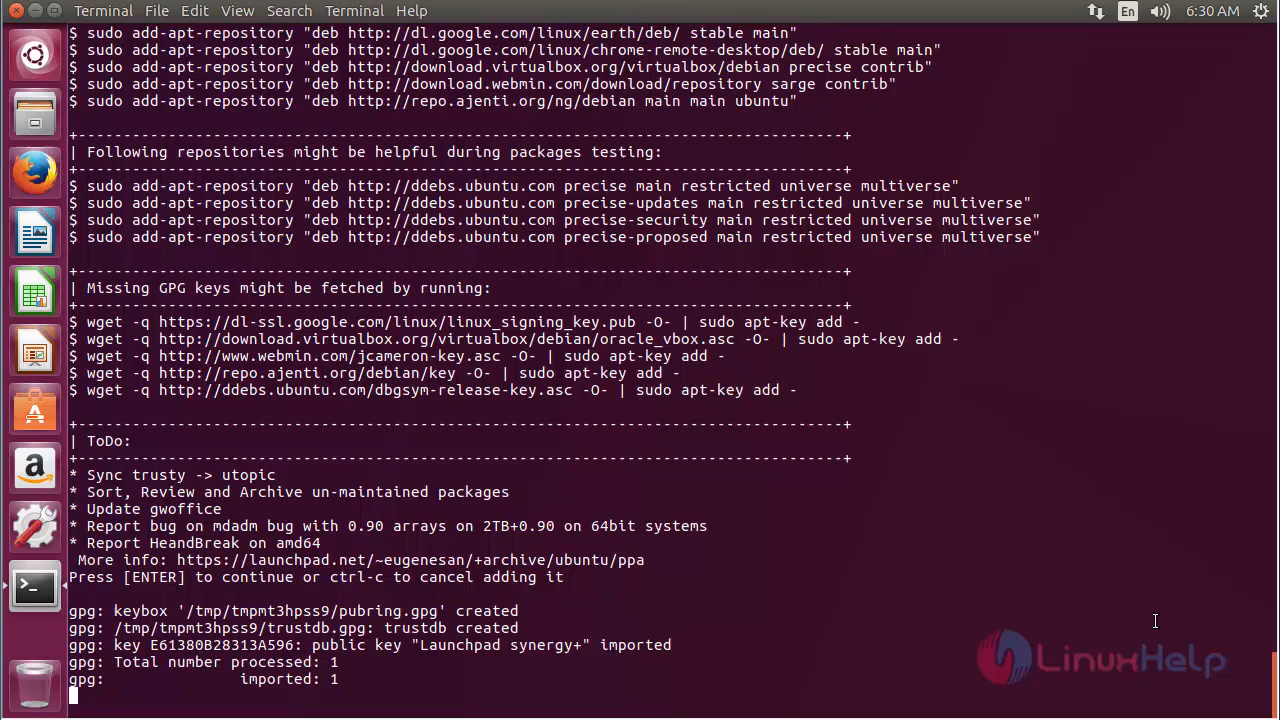 Terminal File Edit View Search Terminal Help En 6:30 AM
$ sudo add-apt-repository "deb http://dl.google.com/linux/earth/deb/ stable main"
$ sudo add-apt-repository "deb http://dl.google.com/linux/chrome-remote-desktop/deb/ stable main"
$ sudo add-apt-repository "deb http://download.virtualbox.org/virtualbox/debian precise contrib"
$ sudo add-apt-repository "deb http://download.webmin.com/download/repository sarge contrib"
$ sudo add-apt-repository "deb http://repo.ajenti.org/ng/debian main main ubuntu"
+-------------------------------------------------------------------------------------+
| Following repositories might be helpful during packages testing:
+-------------------------------------------------------------------------------------+
$ sudo add-apt-repository "deb http://ddebs.ubuntu.com precise main restricted universe multiverse"
$ sudo add-apt-repository "deb http://ddebs.ubuntu.com precise-updates main restricted universe multiverse"
$ sudo add-apt-repository "deb http://ddebs.ubuntu.com precise-security main restricted universe multiverse"
$ sudo add-apt-repository "deb http://ddebs.ubuntu.com precise-proposed main restricted universe multiverse"
+-------------------------------------------------------------------------------------+
| Missing GPG keys might be fetched by running:
+-------------------------------------------------------------------------------------+
$ wget -q https://dl-ssl.google.com/linux/linux_signing_key.pub -O- | sudo apt-key add -
$ wget -q http://download.virtualbox.org/virtualbox/debian/oracle_vbox.asc -O- | sudo apt-key add -
$ wget -q http://www.webmin.com/jcameron-key.asc -O- | sudo apt-key add -
$ wget -q http://repo.ajenti.org/debian/key -O- | sudo apt-key add -
$ wget -q http://ddebs.ubuntu.com/dbgsym-release-key.asc -O- | sudo apt-key add -
+-------------------------------------------------------------------------------------+
| ToDo:
+-------------------------------------------------------------------------------------+
* Sync trusty -> utopic
* Sort, Review and Archive un-maintained packages
* Update gwoffice
* Report bug on mdadm bug with 0.90 arrays on 2TB+0.90 on 64bit systems
* Report HeandBreak on amd64
More info: https://launchpad.net/~eugenesan/+archive/ubuntu/ppa
Press [ENTER] to continue or ctrl-c to cancel adding it
gpg: keybox '/tmp/tmpmt3hpss9/pubring.gpg' created
gpg: /tmp/tmpmt3hpss9/trustdb.gpg: trustdb created
gpg: key E61380B28313A596: public key "Launchpad synergy+" imported
gpg: Total number processed: 1
gpg: imported: 1
LinuxHelp